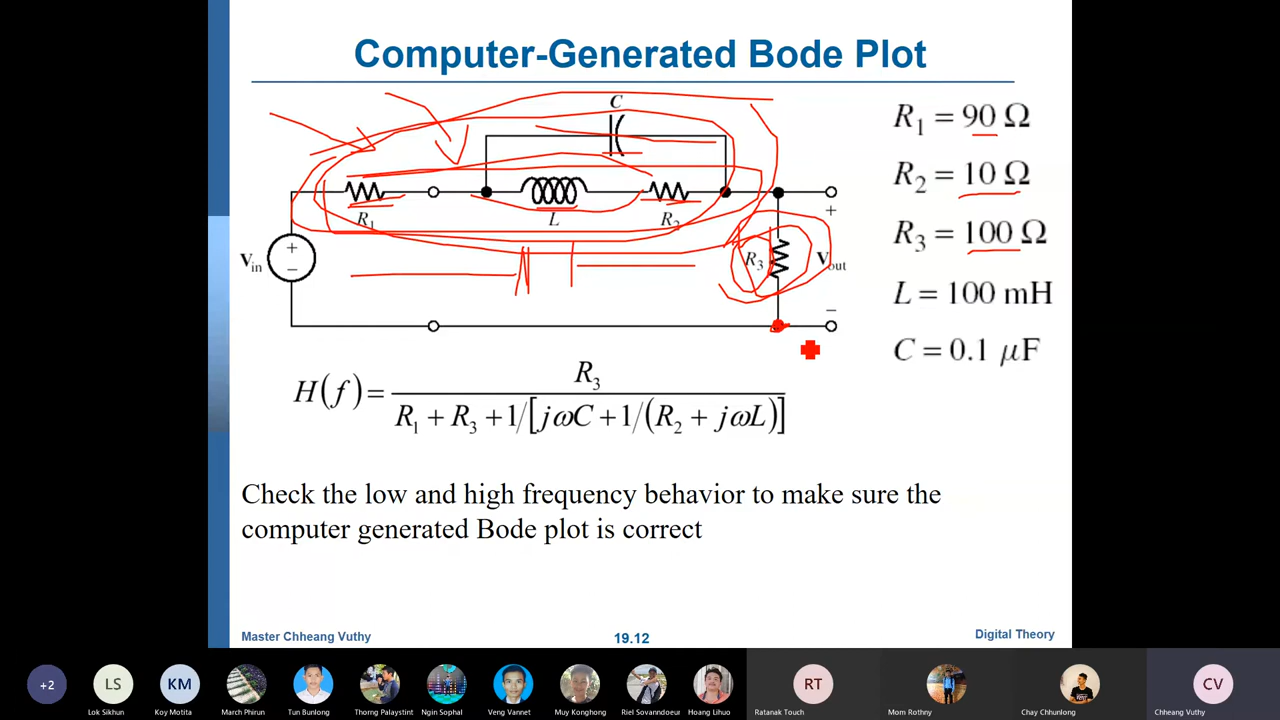 Computer-Generated Bode Plot
C
R1
L
R2
Vin
+
−
R3
+
Vout
−
R1 = 90 Ω
R2 = 10 Ω
R3 = 100 Ω
L = 100 mH
C = 0.1 μF
H(f) = R3 / R1 + R3 + 1/[jωC + 1/(R2 + jωL)]
Check the low and high frequency behavior to make sure the
computer generated Bode plot is correct
Master Chheang Vuthy
19.12
Digital Theory
+2
LS
KM
RT
CV
Lok Sikhun
Koy Motita
March Phirun
Tun Bunlong
Thorng Palaystint
Ngin Sophal
Veng Vannet
Muy Konghong
Riel Sovanndoeur
Hoang Lihuo
Ratanak Touch
Mom Rothny
Chay Chhunlong
Chheang Vuthy